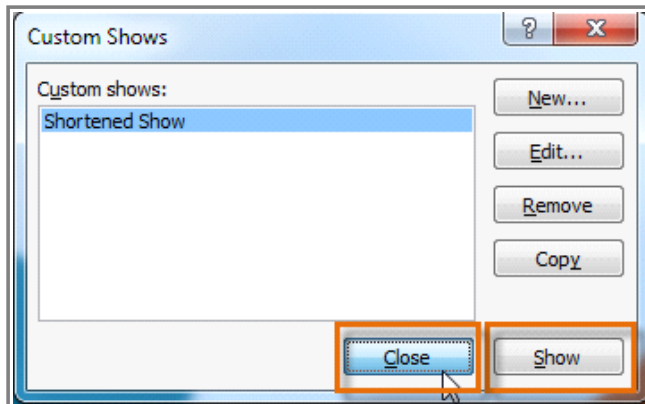 Custom Shows
?
X
Custom shows:
Shortened Show
New...
Edit...
Remove
Copy
Close
Show